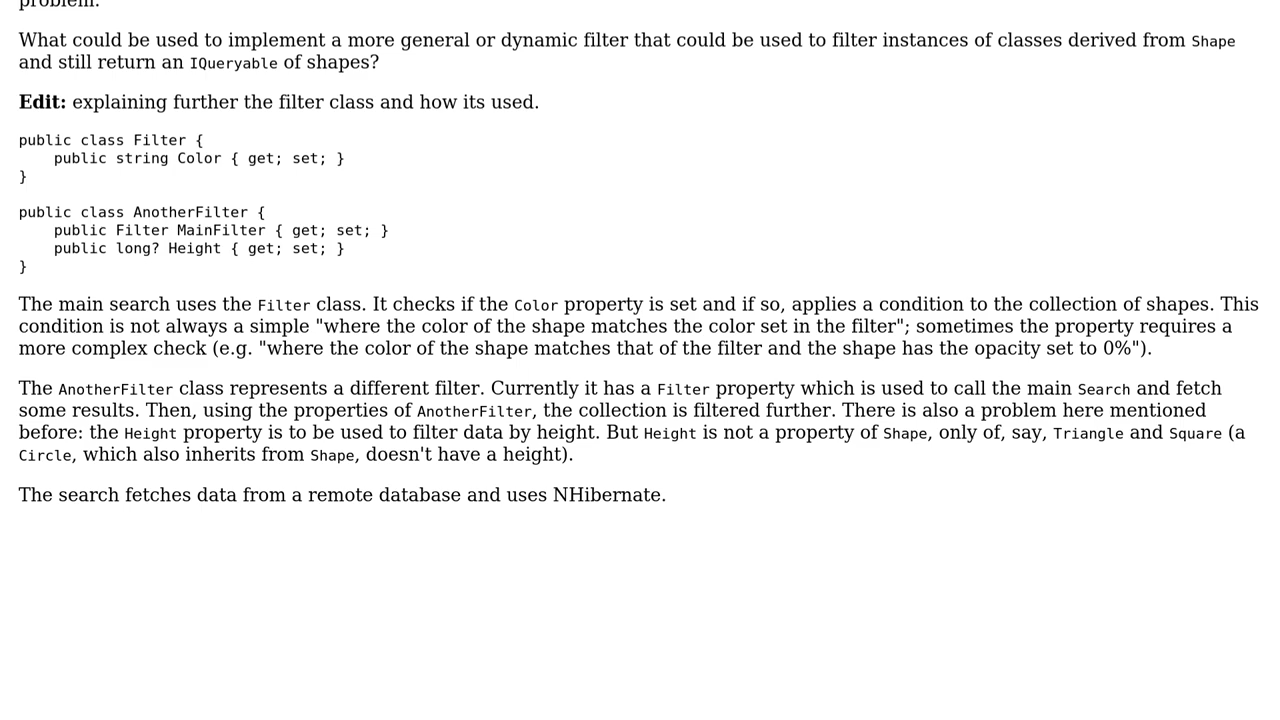 problem.
What could be used to implement a more general or dynamic filter that could be used to filter instances of classes derived from Shape
and still return an IQueryable of shapes?
Edit: explaining further the filter class and how its used.
public class Filter {
    public string Color { get; set; }
}
public class AnotherFilter {
    public Filter MainFilter { get; set; }
    public long? Height { get; set; }
}
The main search uses the Filter class. It checks if the Color property is set and if so, applies a condition to the collection of shapes. This
condition is not always a simple "where the color of the shape matches the color set in the filter"; sometimes the property requires a
more complex check (e.g. "where the color of the shape matches that of the filter and the shape has the opacity set to 0%").
The AnotherFilter class represents a different filter. Currently it has a Filter property which is used to call the main Search and fetch
some results. Then, using the properties of AnotherFilter, the collection is filtered further. There is also a problem here mentioned
before: the Height property is to be used to filter data by height. But Height is not a property of Shape, only of, say, Triangle and Square (a
Circle, which also inherits from Shape, doesn't have a height).
The search fetches data from a remote database and uses NHibernate.